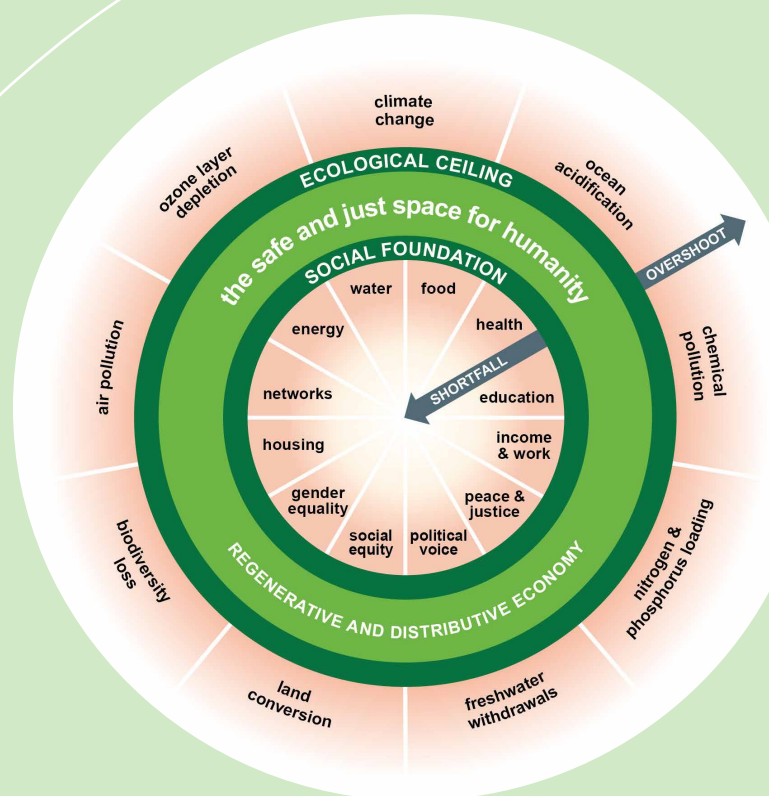 climate
change
ocean
acidification
chemical
pollution
nitrogen &
phosphorus loading
freshwater
withdrawals
land
conversion
biodiversity
loss
air pollution
ozone layer
depletion
OVERSHOOT
ECOLOGICAL CEILING
the safe and just space for humanity
SOCIAL FOUNDATION
water
food
health
SHORTFALL
education
income
& work
peace &
justice
political
voice
social
equity
gender
equality
housing
networks
energy
REGENERATIVE AND DISTRIBUTIVE ECONOMY